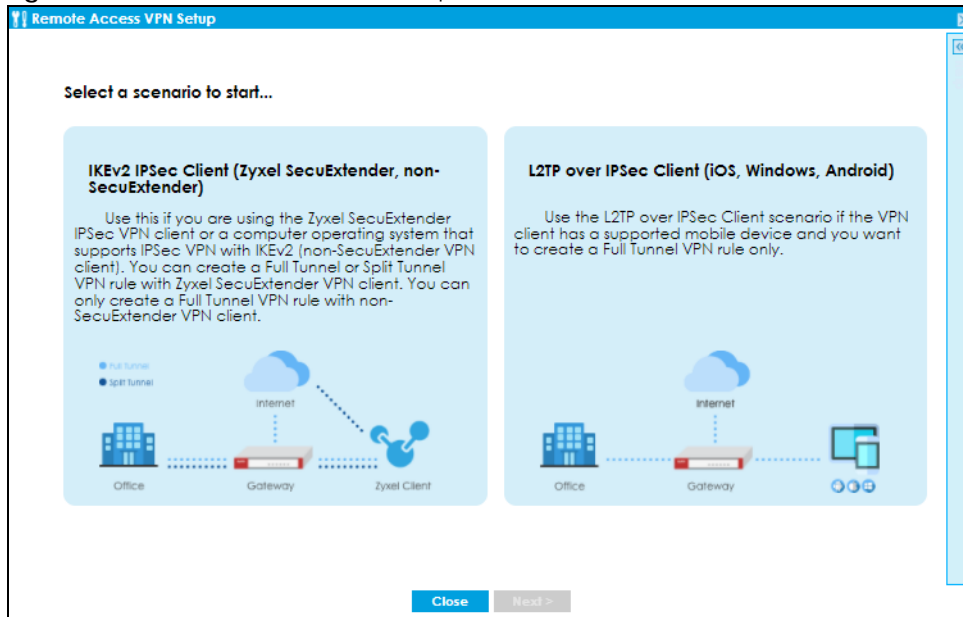 Remote Access VPN Setup
Select a scenario to start...
IKEv2 IPSec Client (Zyxel SecuExtender, non-
SecuExtender)
Use this if you are using the Zyxel SecuExtender
IPSec VPN client or a computer operating system that
supports IPSec VPN with IKEv2 (non-SecuExtender VPN
client). You can create a Full Tunnel or Split Tunnel
VPN rule with Zyxel SecuExtender VPN client. You can
only create a Full Tunnel VPN rule with non-
SecuExtender VPN client.
Full Tunnel
Split Tunnel
Internet
Office
Gateway
Zyxel Client
L2TP over IPSec Client (iOS, Windows, Android)
Use the L2TP over IPSec Client scenario if the VPN
client has a supported mobile device and you want
to create a Full Tunnel VPN rule only.
Internet
Office
Gateway
Close
Next >